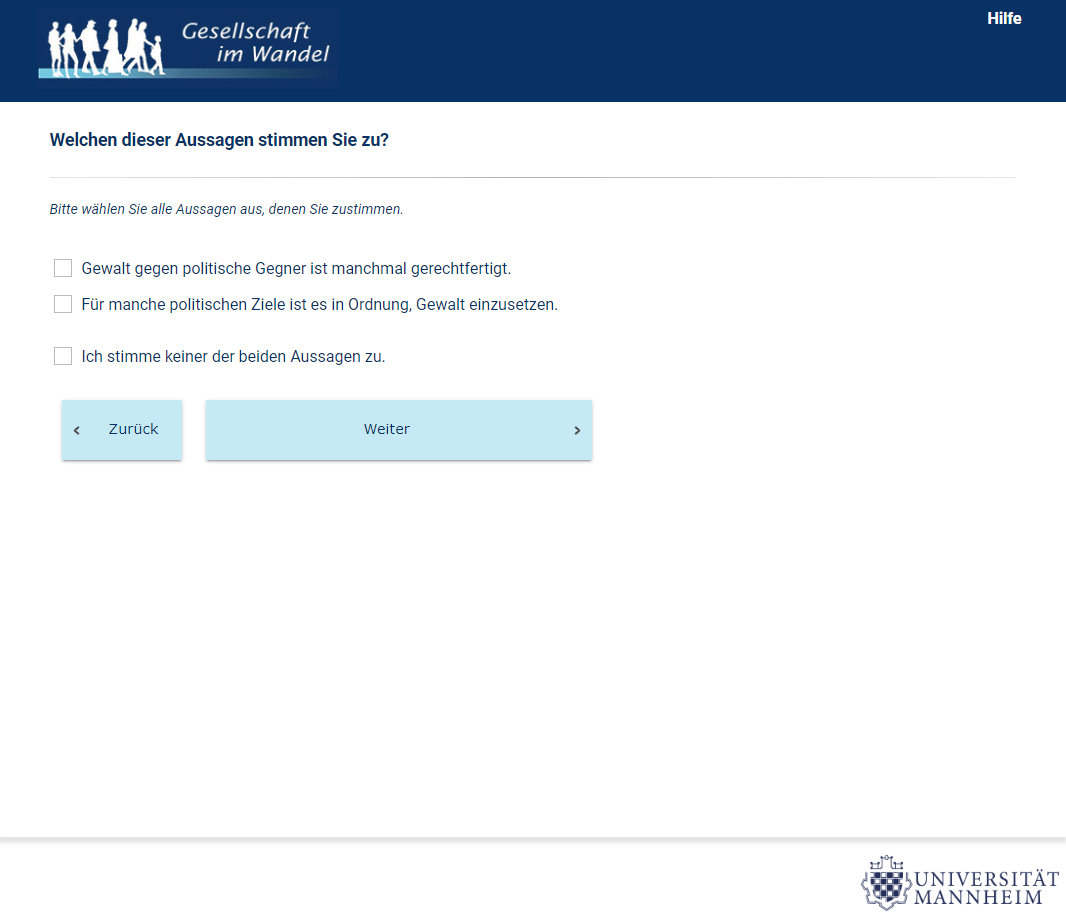 Gesellschaft
im Wandel
Hilfe
Welchen dieser Aussagen stimmen Sie zu?
Bitte wählen Sie alle Aussagen aus, denen Sie zustimmen.
Gewalt gegen politische Gegner ist manchmal gerechtfertigt.
Für manche politischen Ziele ist es in Ordnung, Gewalt einzusetzen.
Ich stimme keiner der beiden Aussagen zu.
Zurück
Weiter
UNIVERSITÄT
MANNHEIM